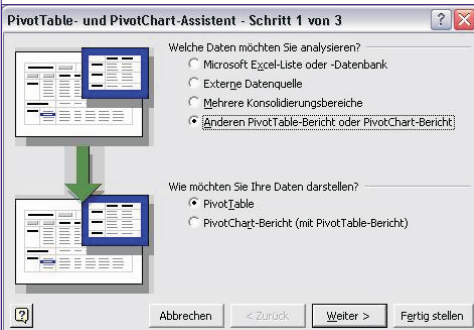 PivotTable- und PivotChart-Assistent - Schritt 1 von 3
Welche Daten möchten Sie analysieren?
Microsoft Excel-Liste oder -Datenbank
Externe Datenquelle
Mehrere Konsolidierungsbereiche
Anderen PivotTable-Bericht oder PivotChart-Bericht
Wie möchten Sie Ihre Daten darstellen?
PivotTable
PivotChart-Bericht (mit PivotTable-Bericht)
Abbrechen < Zurück Weiter > Fertig stellen